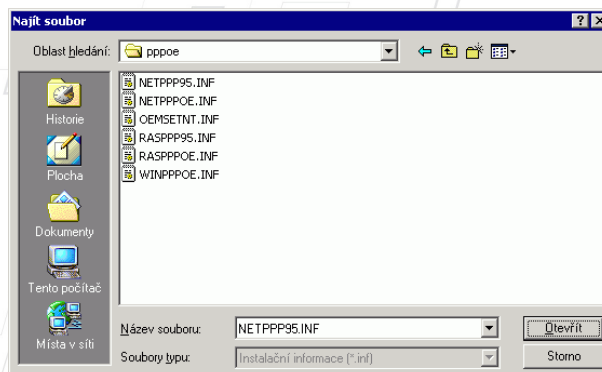 Najít soubor
Oblast hledání: pppoe
Historie
Plocha
Dokumenty
Tento počítač
Místa v síti
NETPPP95.INF
NETPPPOE.INF
OEMSETNT.INF
RASPPP95.INF
RASPPPOE.INF
WINPPPOE.INF
Název souboru: NETPPP95.INF Otevřít
Soubory typu: Instalační informace (*.inf) Storno